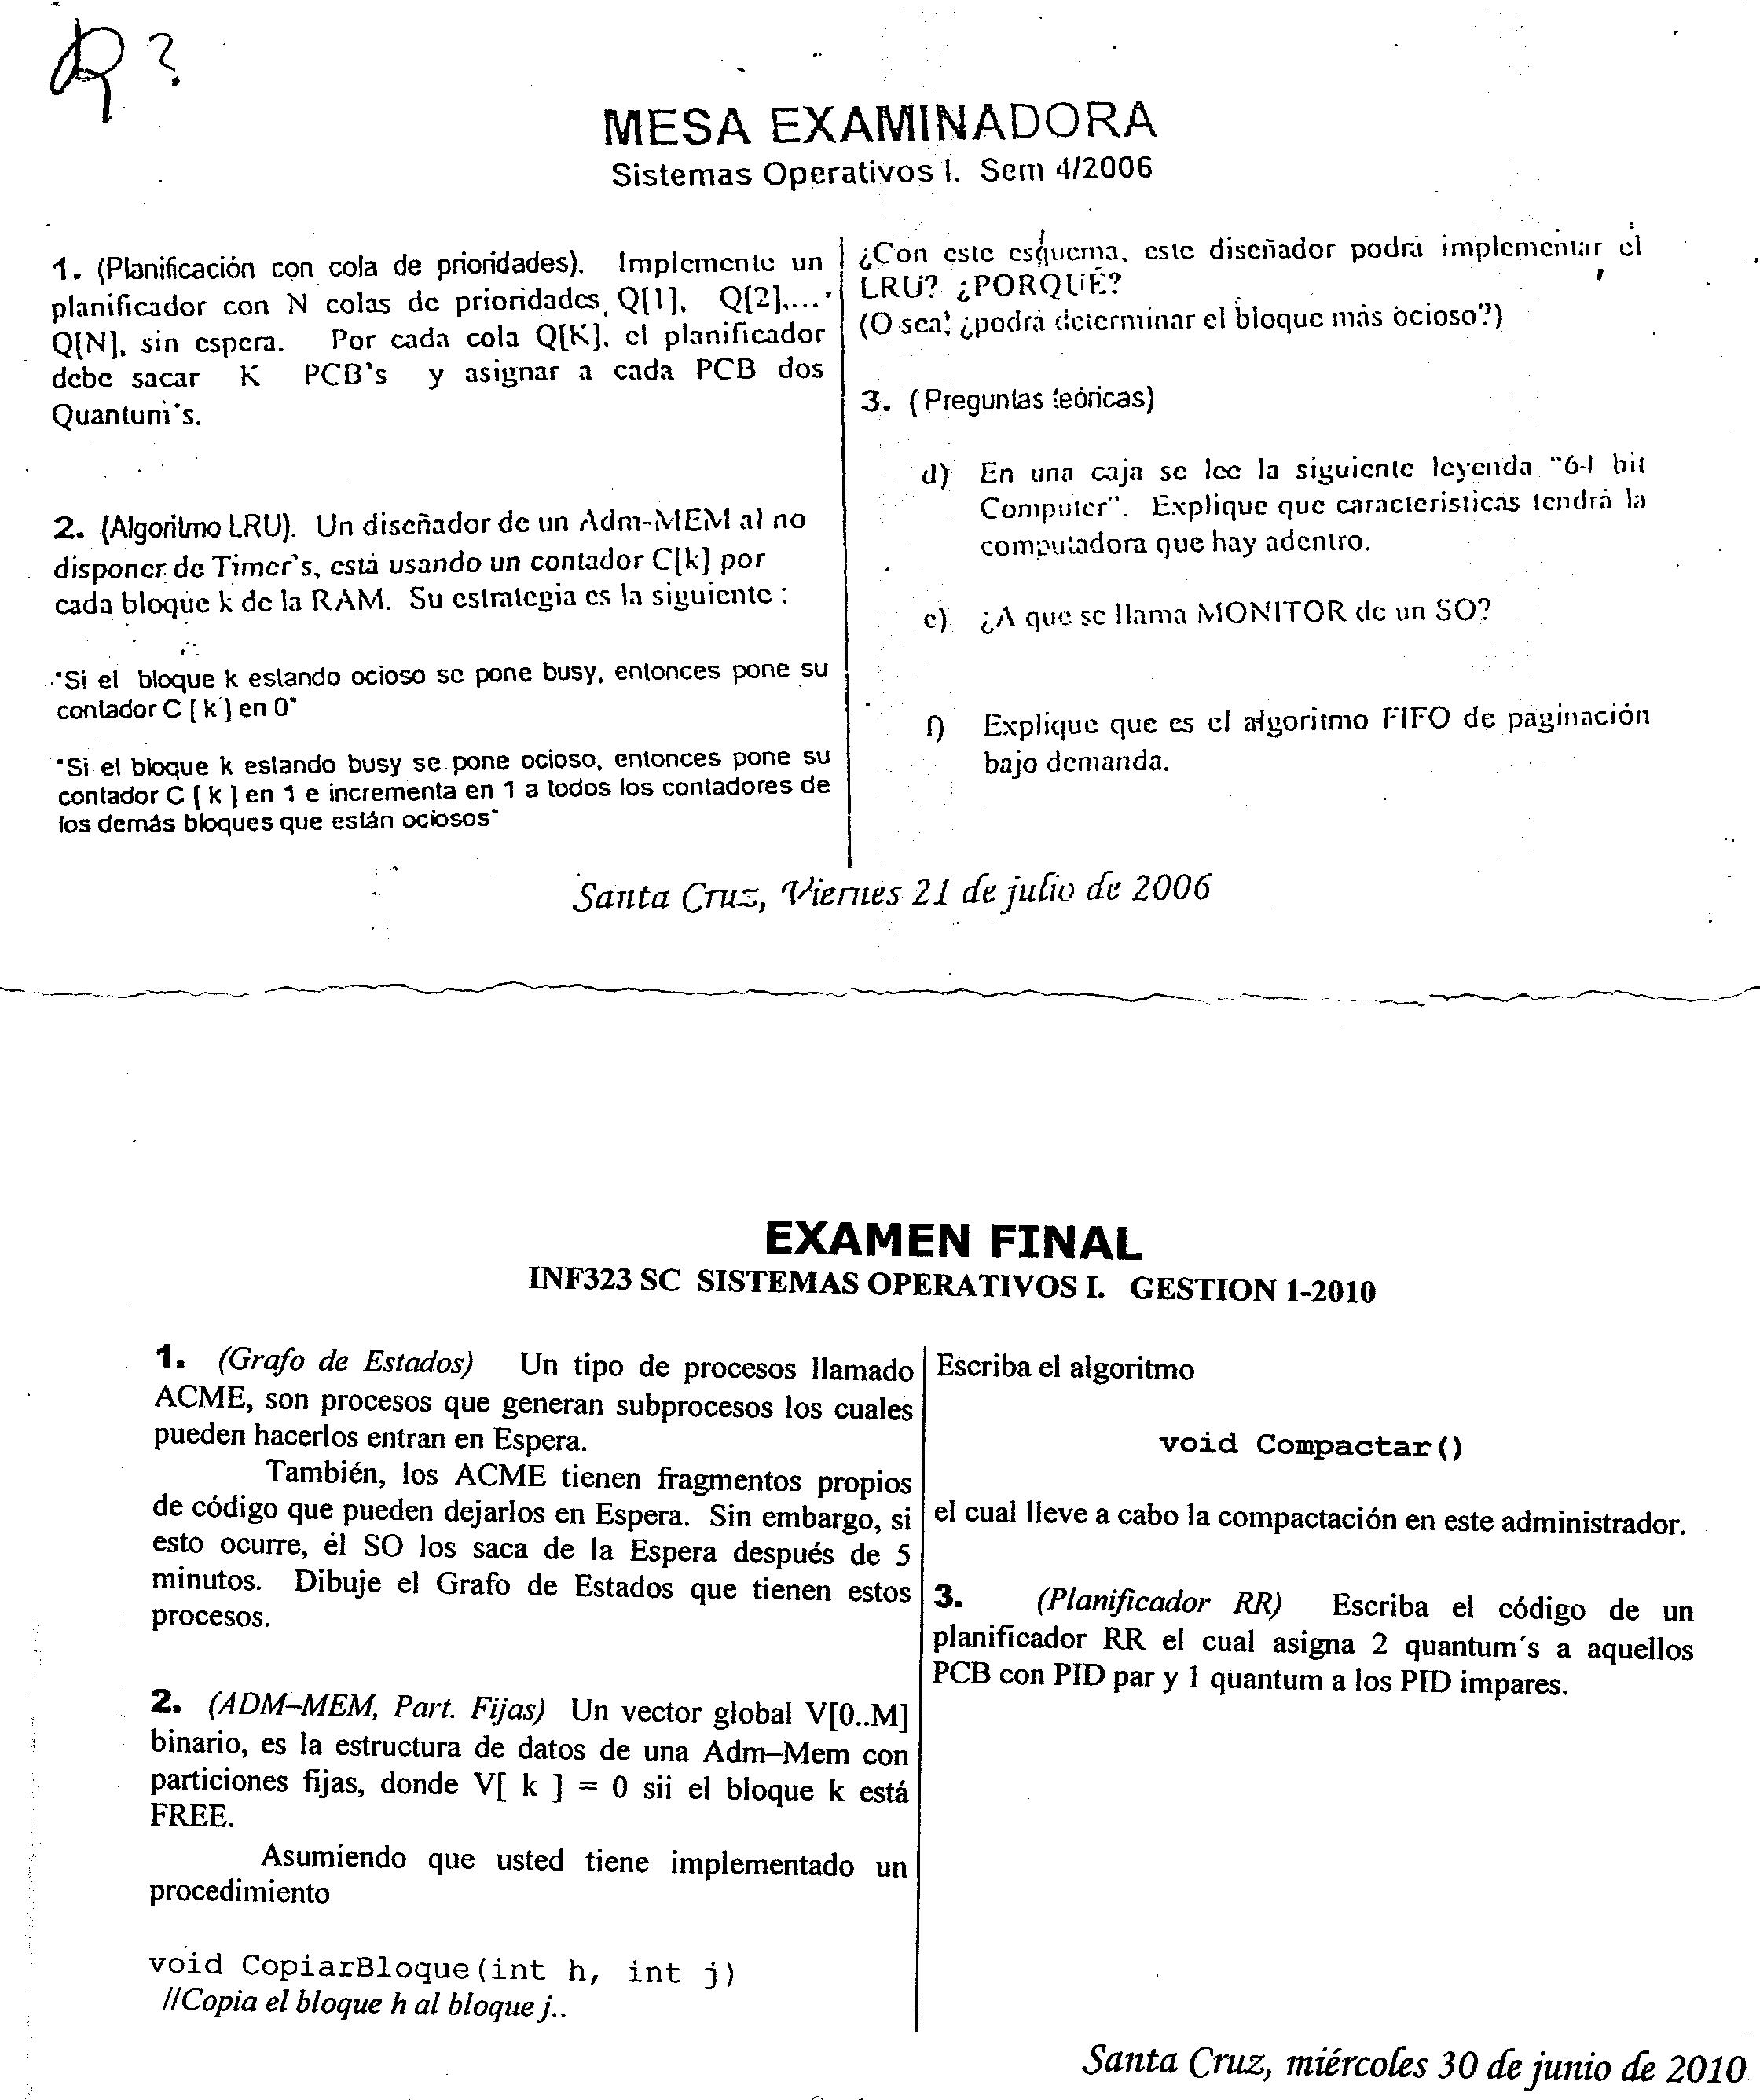 R ?
MESA EXAMINADORA
Sistemas Operativos I. Sem 4/2006
1. (Planificación con cola de prioridades). Implemente un
planificador con N colas de prioridades Q[1], Q[2],...,
Q[N], sin espera. Por cada cola Q[K], el planificador
debe sacar K PCB's y asignar a cada PCB dos
Quantum's.
2. (Algoritmo LRU). Un diseñador de un Adm-MEM al no
disponer de Timer's, está usando un contador C[k] por
cada bloque k de la RAM. Su estrategia es la siguiente :
"Si el bloque k estando ocioso se pone busy, entonces pone su
contador C [ k ] en 0"
"Si el bloque k estando busy se pone ocioso, entonces pone su
contador C [ k ] en 1 e incrementa en 1 a todos los contadores de
los demás bloques que están ociosos"
¿Con este esquema, este diseñador podrá implementar el
LRU? ¿PORQUÉ?
(O sea, ¿podrá determinar el bloque más ocioso?)
3. ( Preguntas teóricas)
d) En una caja se lee la siguiente leyenda "64 bit
Computer". Explique que características tendrá la
computadora que hay adentro.
e) ¿A que se llama MONITOR de un SO?
f) Explique que es el algoritmo FIFO de paginación
bajo demanda.
Santa Cruz, Viernes 21 de julio de 2006
EXAMEN FINAL
INF323 SC SISTEMAS OPERATIVOS I. GESTION 1-2010
1. (Grafo de Estados) Un tipo de procesos llamado
ACME, son procesos que generan subprocesos los cuales
pueden hacerlos entran en Espera.
También, los ACME tienen fragmentos propios
de código que pueden dejarlos en Espera. Sin embargo, si
esto ocurre, él SO los saca de la Espera después de 5
minutos. Dibuje el Grafo de Estados que tienen estos
procesos.
2. (ADM–MEM, Part. Fijas) Un vector global V[0..M]
binario, es la estructura de datos de una Adm–Mem con
particiones fijas, donde V[ k ] = 0 sii el bloque k está
FREE.
Asumiendo que usted tiene implementado un
procedimiento
void CopiarBloque(int h, int j)
//Copia el bloque h al bloque j..
Escriba el algoritmo
void Compactar()
el cual lleve a cabo la compactación en este administrador.
3. (Planificador RR) Escriba el código de un
planificador RR el cual asigna 2 quantum´s a aquellos
PCB con PID par y 1 quantum a los PID impares.
Santa Cruz, miércoles 30 de junio de 2010